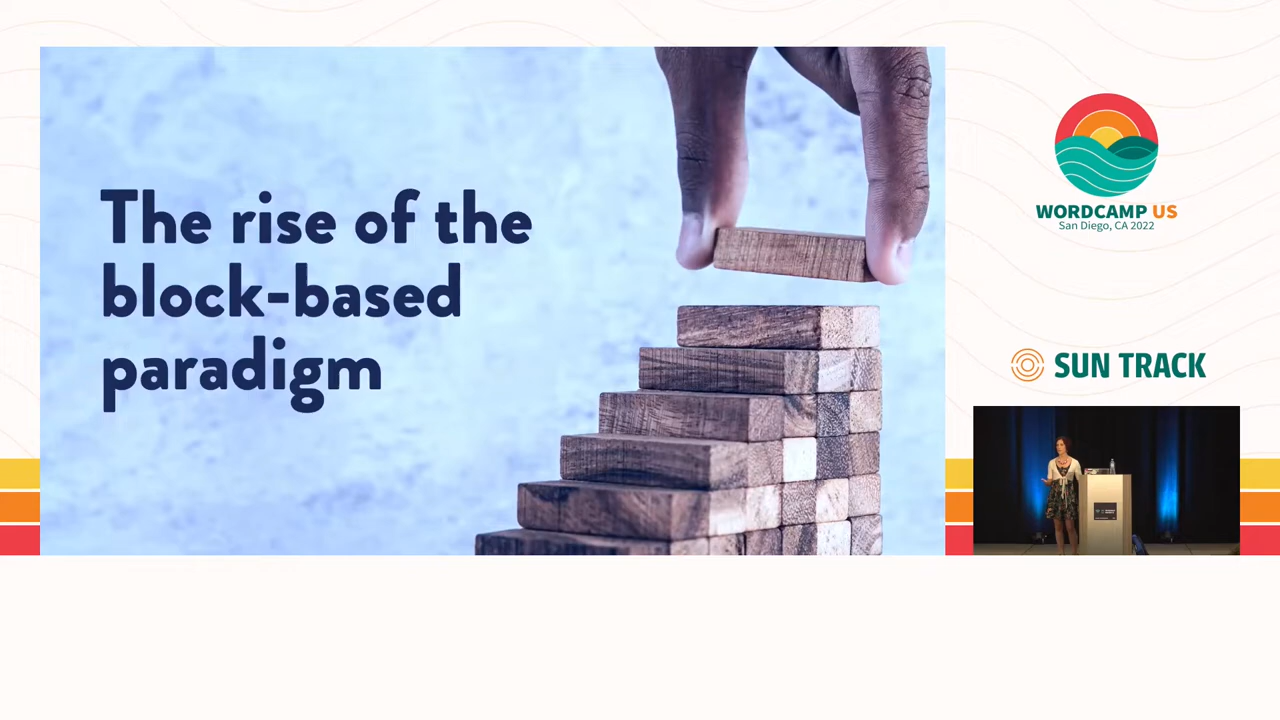 The rise of the
block-based
paradigm
WORDCAMP US
San Diego, CA 2022
SUN TRACK